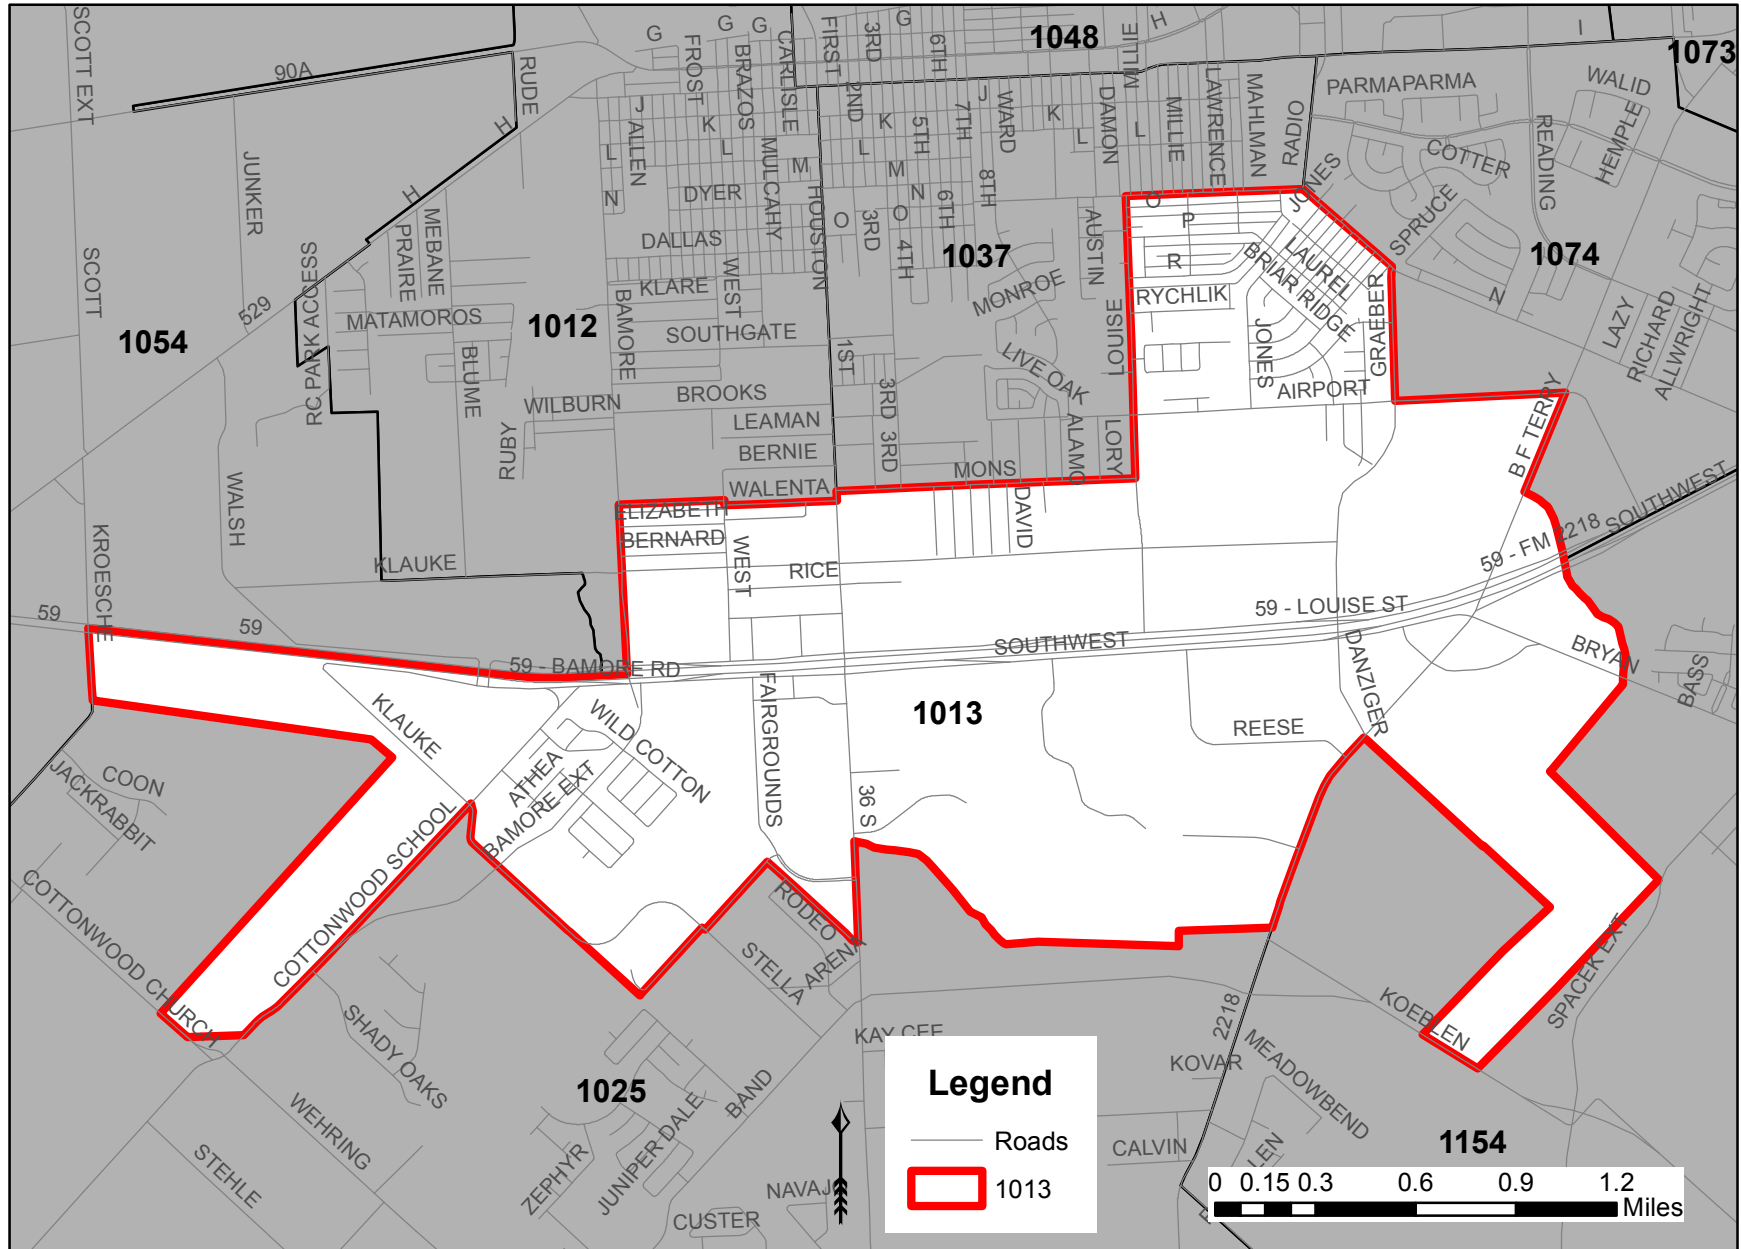 SCOTT EXT
90A
RUDE
G
FROST
G
BRAZOS
G
CARLISLE
FIRST
3RD
G
6TH
1048
MILLIE
H
I
1073
JUNKER
H
H
J
ALLEN
L
N
K
L
MULCAHY
M
2ND
K
L
5TH
M
N
7TH
J
WARD
K
L
DAMON
L
MILLIE
LAWRENCE
MAHLMAN
RADIO
PARMA
PARMA
WALID
HEMPLE
READING
COTTER
SPRUCE
JONES
SCOTT
RC PARK ACCESS
529
PRAIRE
MEBANE
DYER
HOUSTON
O
3RD
O
4TH
6TH
8TH
1037
AUSTIN
O
P
R
LAUREL
BRIAR RIDGE
1074
N
LAZY
RICHARD
ALLWRIGHT
DALLAS
KLARE
WEST
BAMORE
MATAMOROS
1012
SOUTHGATE
1054
MONROE
LOUISE
RYCHLIK
JONES
GRAEBER
1ST
LIVE OAK
BLUME
WILBURN
BROOKS
3RD
AIRPORT
LEAMAN
RUBY
BERNIE
3RD
ALAMO
LORY
B F TERRY
WALSH
WALENTA
MONS
DAVID
ELIZABETH
BERNARD
WEST
KROESCHE
KLAUKE
RICE
59 - FM 2218
SOUTHWEST
59
59
59 - LOUISE ST
59 - BAMORE RD
SOUTHWEST
DANZIGER
BRYAN
BASS
KLAUKE
WILD COTTON
FAIRGROUNDS
1013
REESE
COON
JACKRABBIT
ATHEA
BAMORE EXT
36 S
COTTONWOOD SCHOOL
COTTONWOOD CHURCH
RODEO
ARENA
STELLA
SPACEK EXT
SHADY OAKS
2218
KOEBLEN
KAY CEE
KOVAR
MEADOWBEND
1025
BAND
WEHRING
JUNIPER DALE
ZEPHYR
STEHLE
NAVAJO
CUSTER
CALVIN
1154
Legend
Roads
1013
0 0.15 0.3 0.6 0.9 1.2
Miles